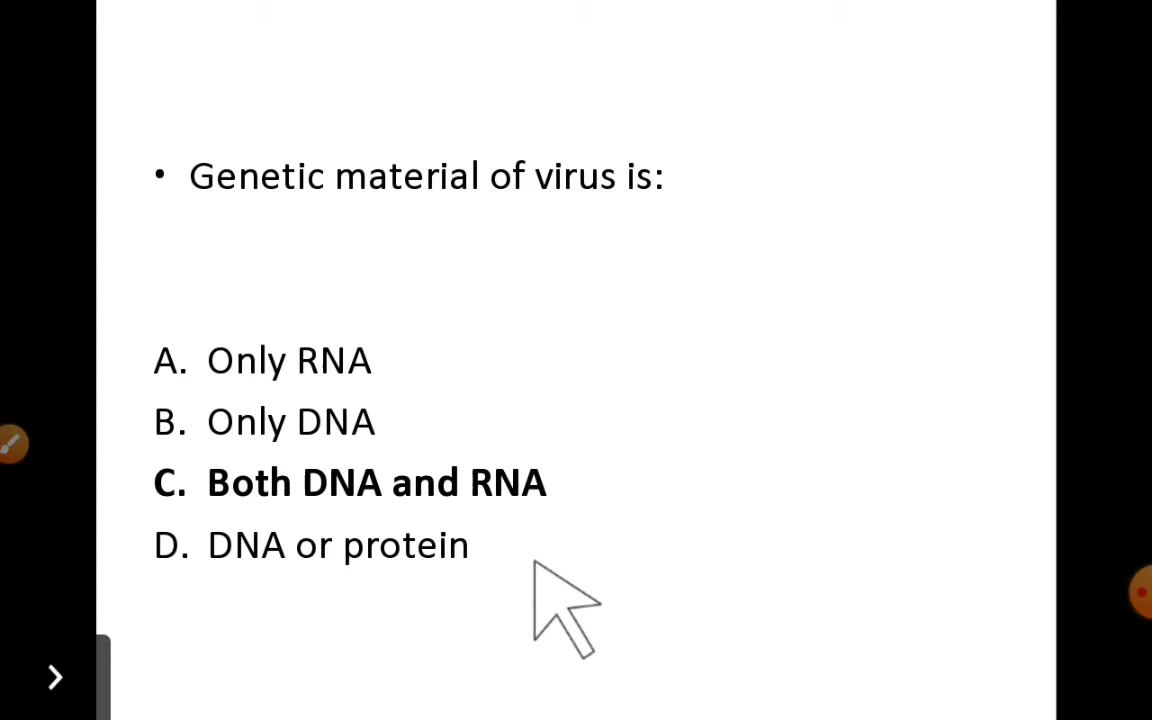 • Genetic material of virus is:
A. Only RNA
B. Only DNA
C. Both DNA and RNA
D. DNA or protein